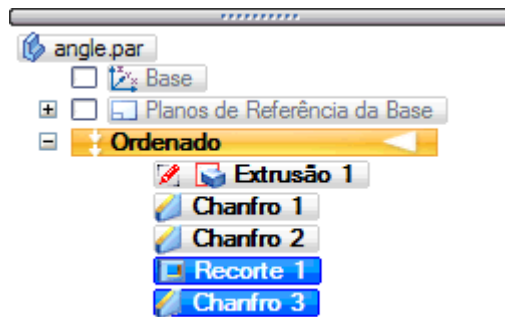 angle.par
Base
Planos de Referência da Base
Ordenado
Extrusão 1
Chanfro 1
Chanfro 2
Recorte 1
Chanfro 3